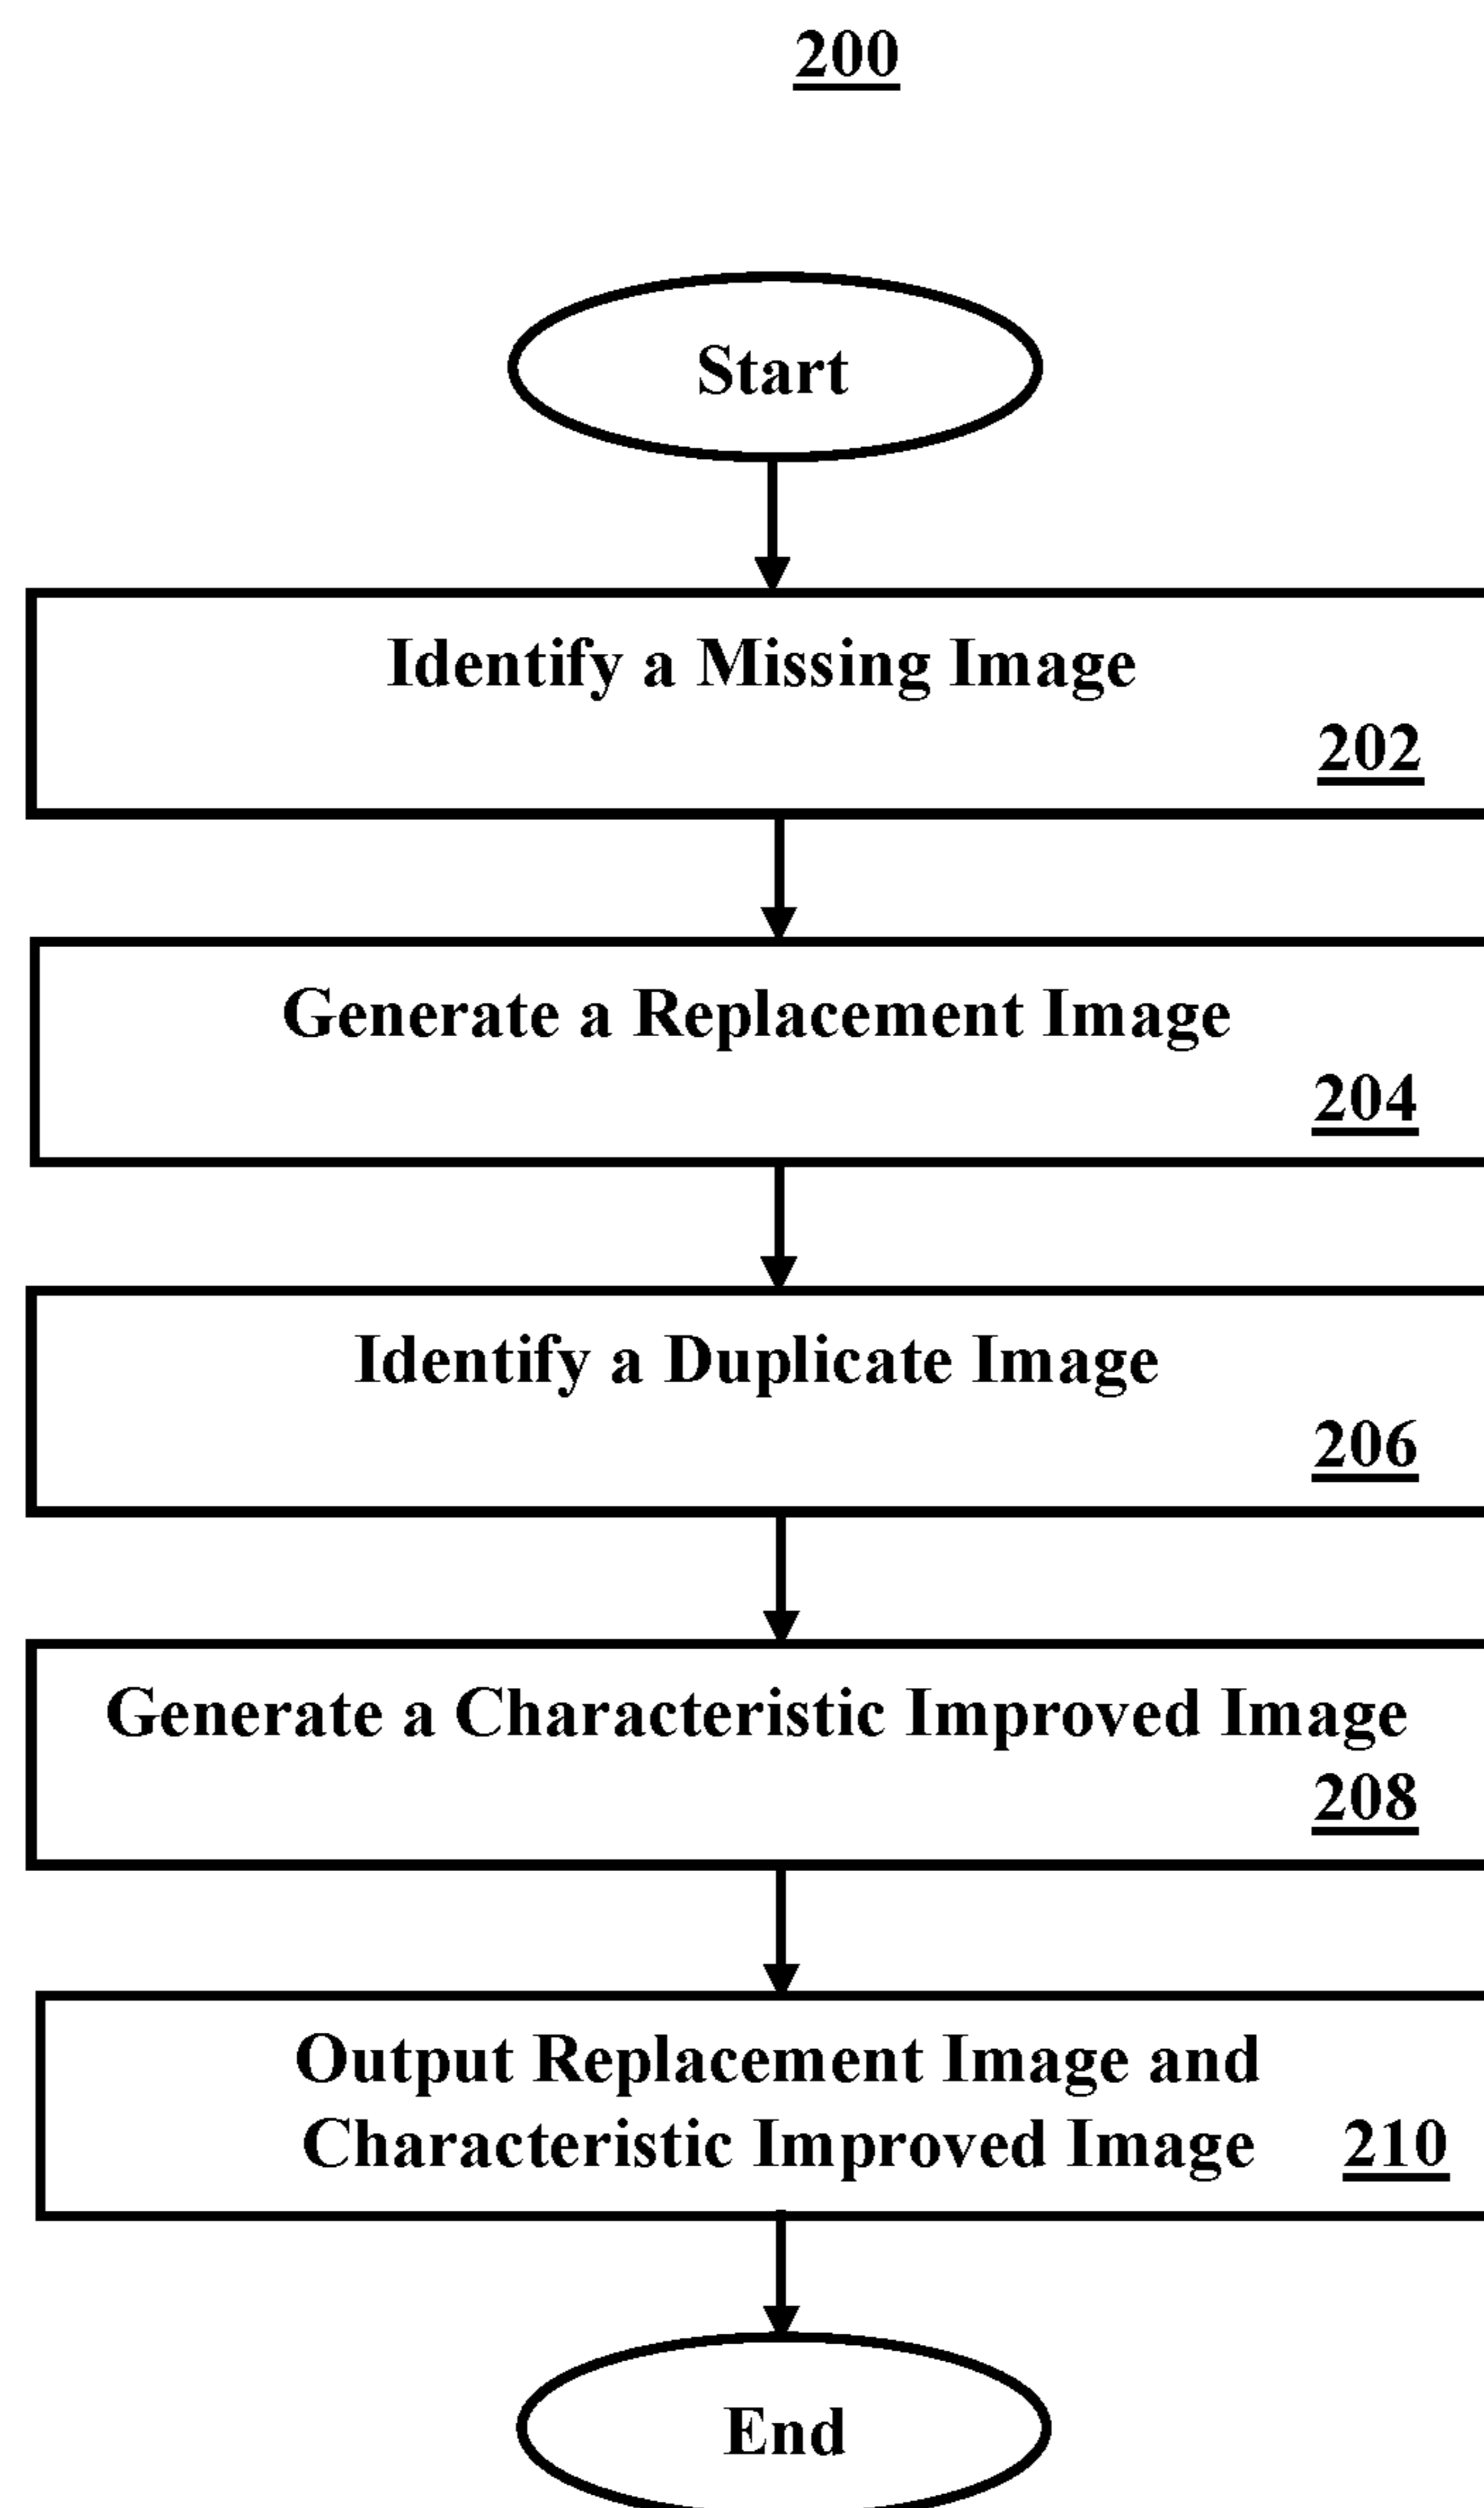 200
Start
Identify a Missing Image
202
Generate a Replacement Image
204
Identify a Duplicate Image
206
Generate a Characteristic Improved Image
208
Output Replacement Image and
Characteristic Improved Image 210
End